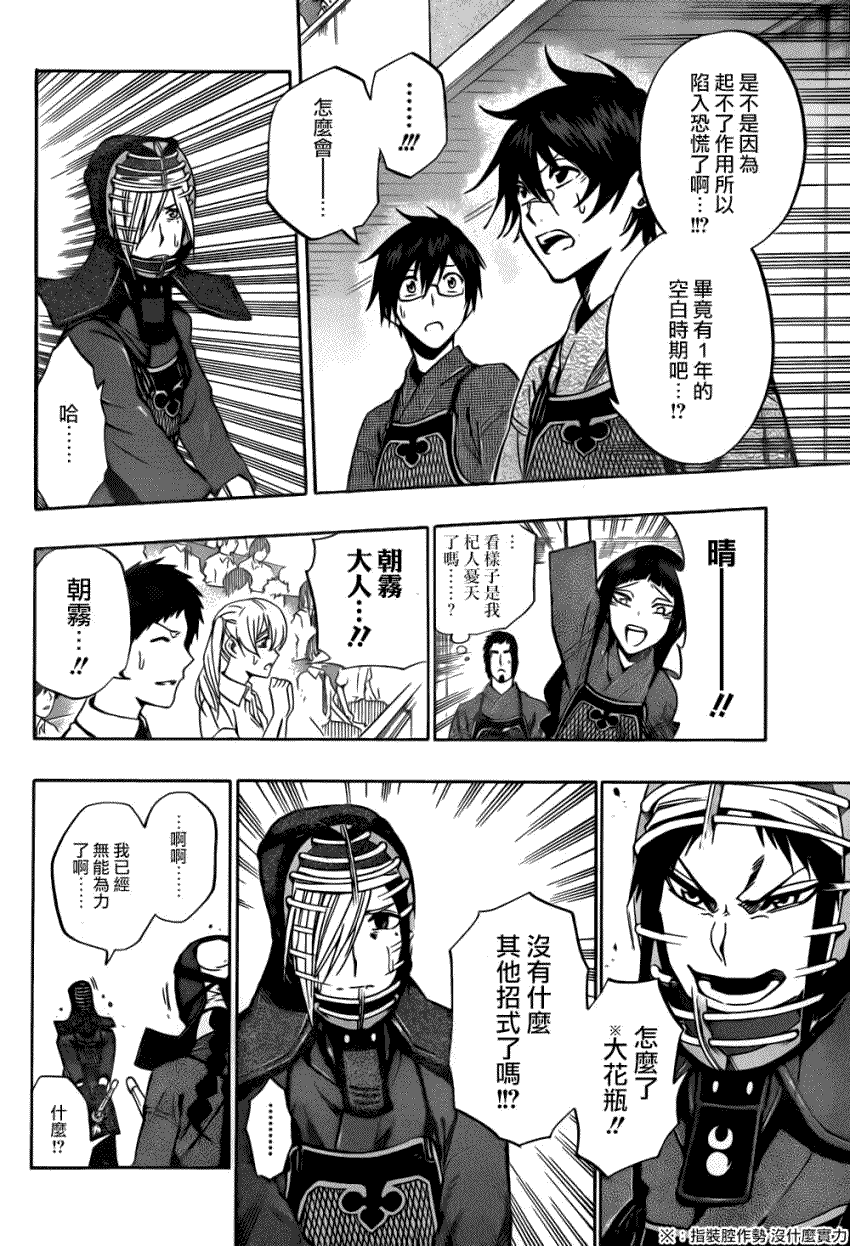 是不是因為
起不了作用所以
陷入恐慌了啊…!!?
畢竟有1年的
空白時期吧…!?
……!!!
怎麼會——……
哈……
晴——!!
…
看樣子是我
杞人憂天
了嗎……?
朝霧
大人…!!
朝霧…!!
怎麼了
※大花瓶!!
沒有什麼
其他招式了嗎!!?
………
…啊啊……
我已經
無能為力
了啊…
什麼!?
※:指裝腔作勢 沒什麼實力